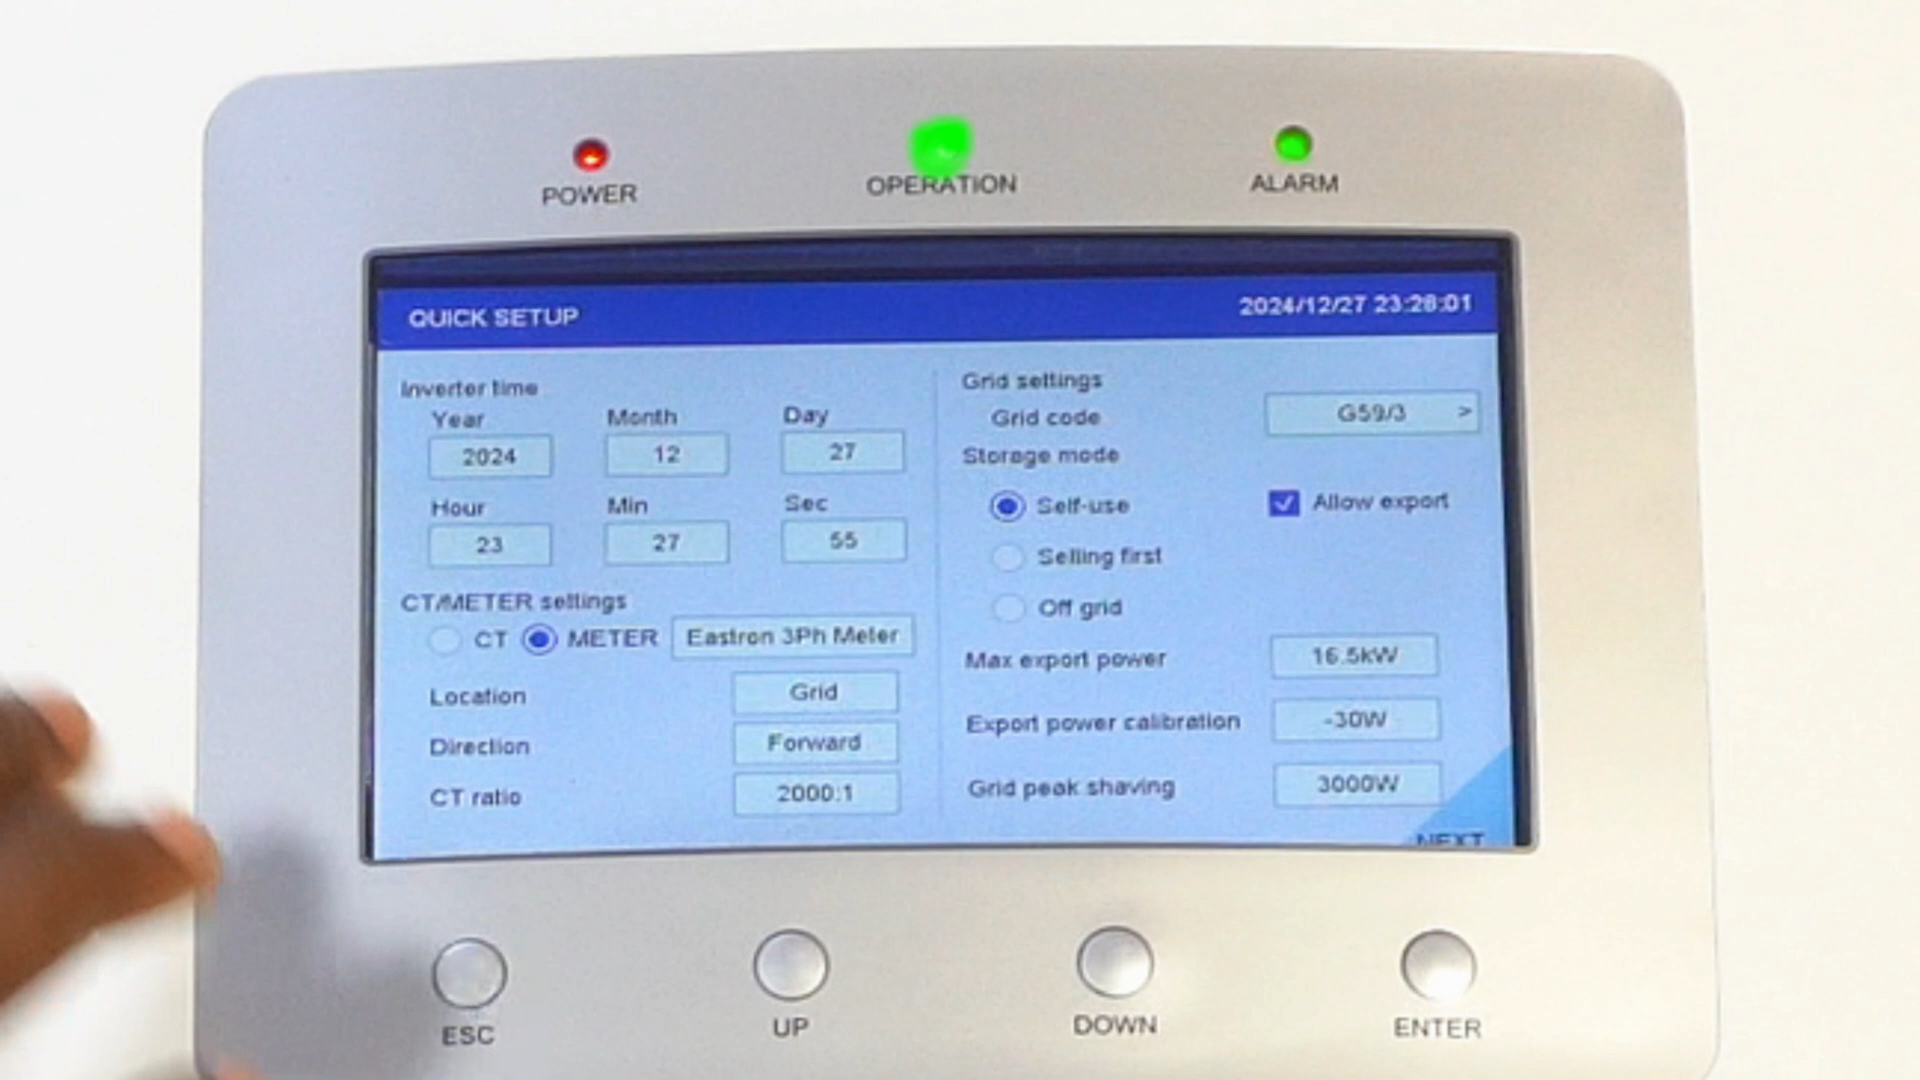 POWER
OPERATION
ALARM
QUICK SETUP
2024/12/27 23:28:01
Inverter time
Year
Month
Day
2024
12
27
Hour
Min
Sec
23
27
55
CT/METER settings
CT
METER
Eastron 3Ph Meter
Location
Grid
Direction
Forward
CT ratio
2000:1
Grid settings
Grid code
G59/3 >
Storage mode
Self-use
Allow export
Selling first
Off grid
Max export power
16.5kW
Export power calibration
-30W
Grid peak shaving
3000W
NEXT
ESC
UP
DOWN
ENTER